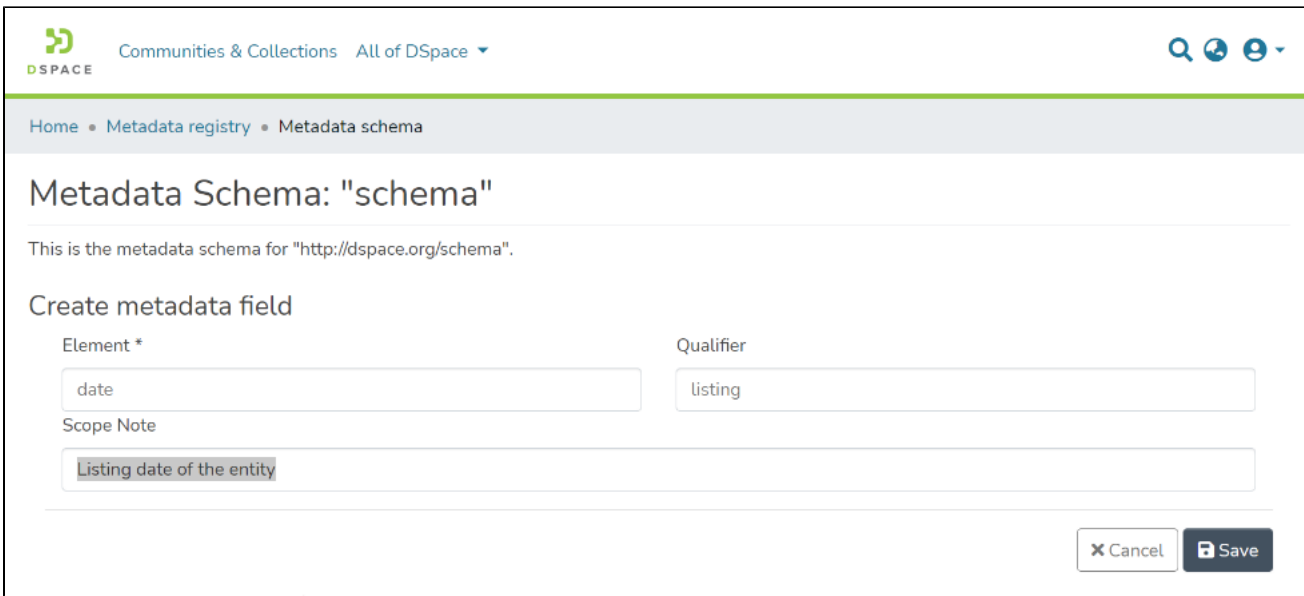 DSPACE
Communities & Collections All of DSpace
Home • Metadata registry • Metadata schema
Metadata Schema: "schema"
This is the metadata schema for "http://dspace.org/schema".
Create metadata field
Element * Qualifier
date listing
Scope Note
Listing date of the entity
Cancel Save